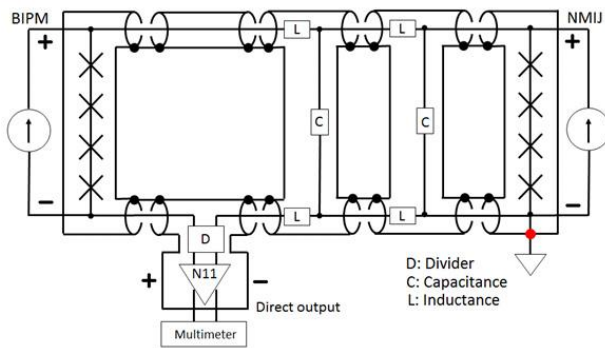 BIPM
NMIJ
+
+
L
L
C
C
−
−
L
L
D
+
N11
−
Direct output
Multimeter
D: Divider
C: Capacitance
L: Inductance